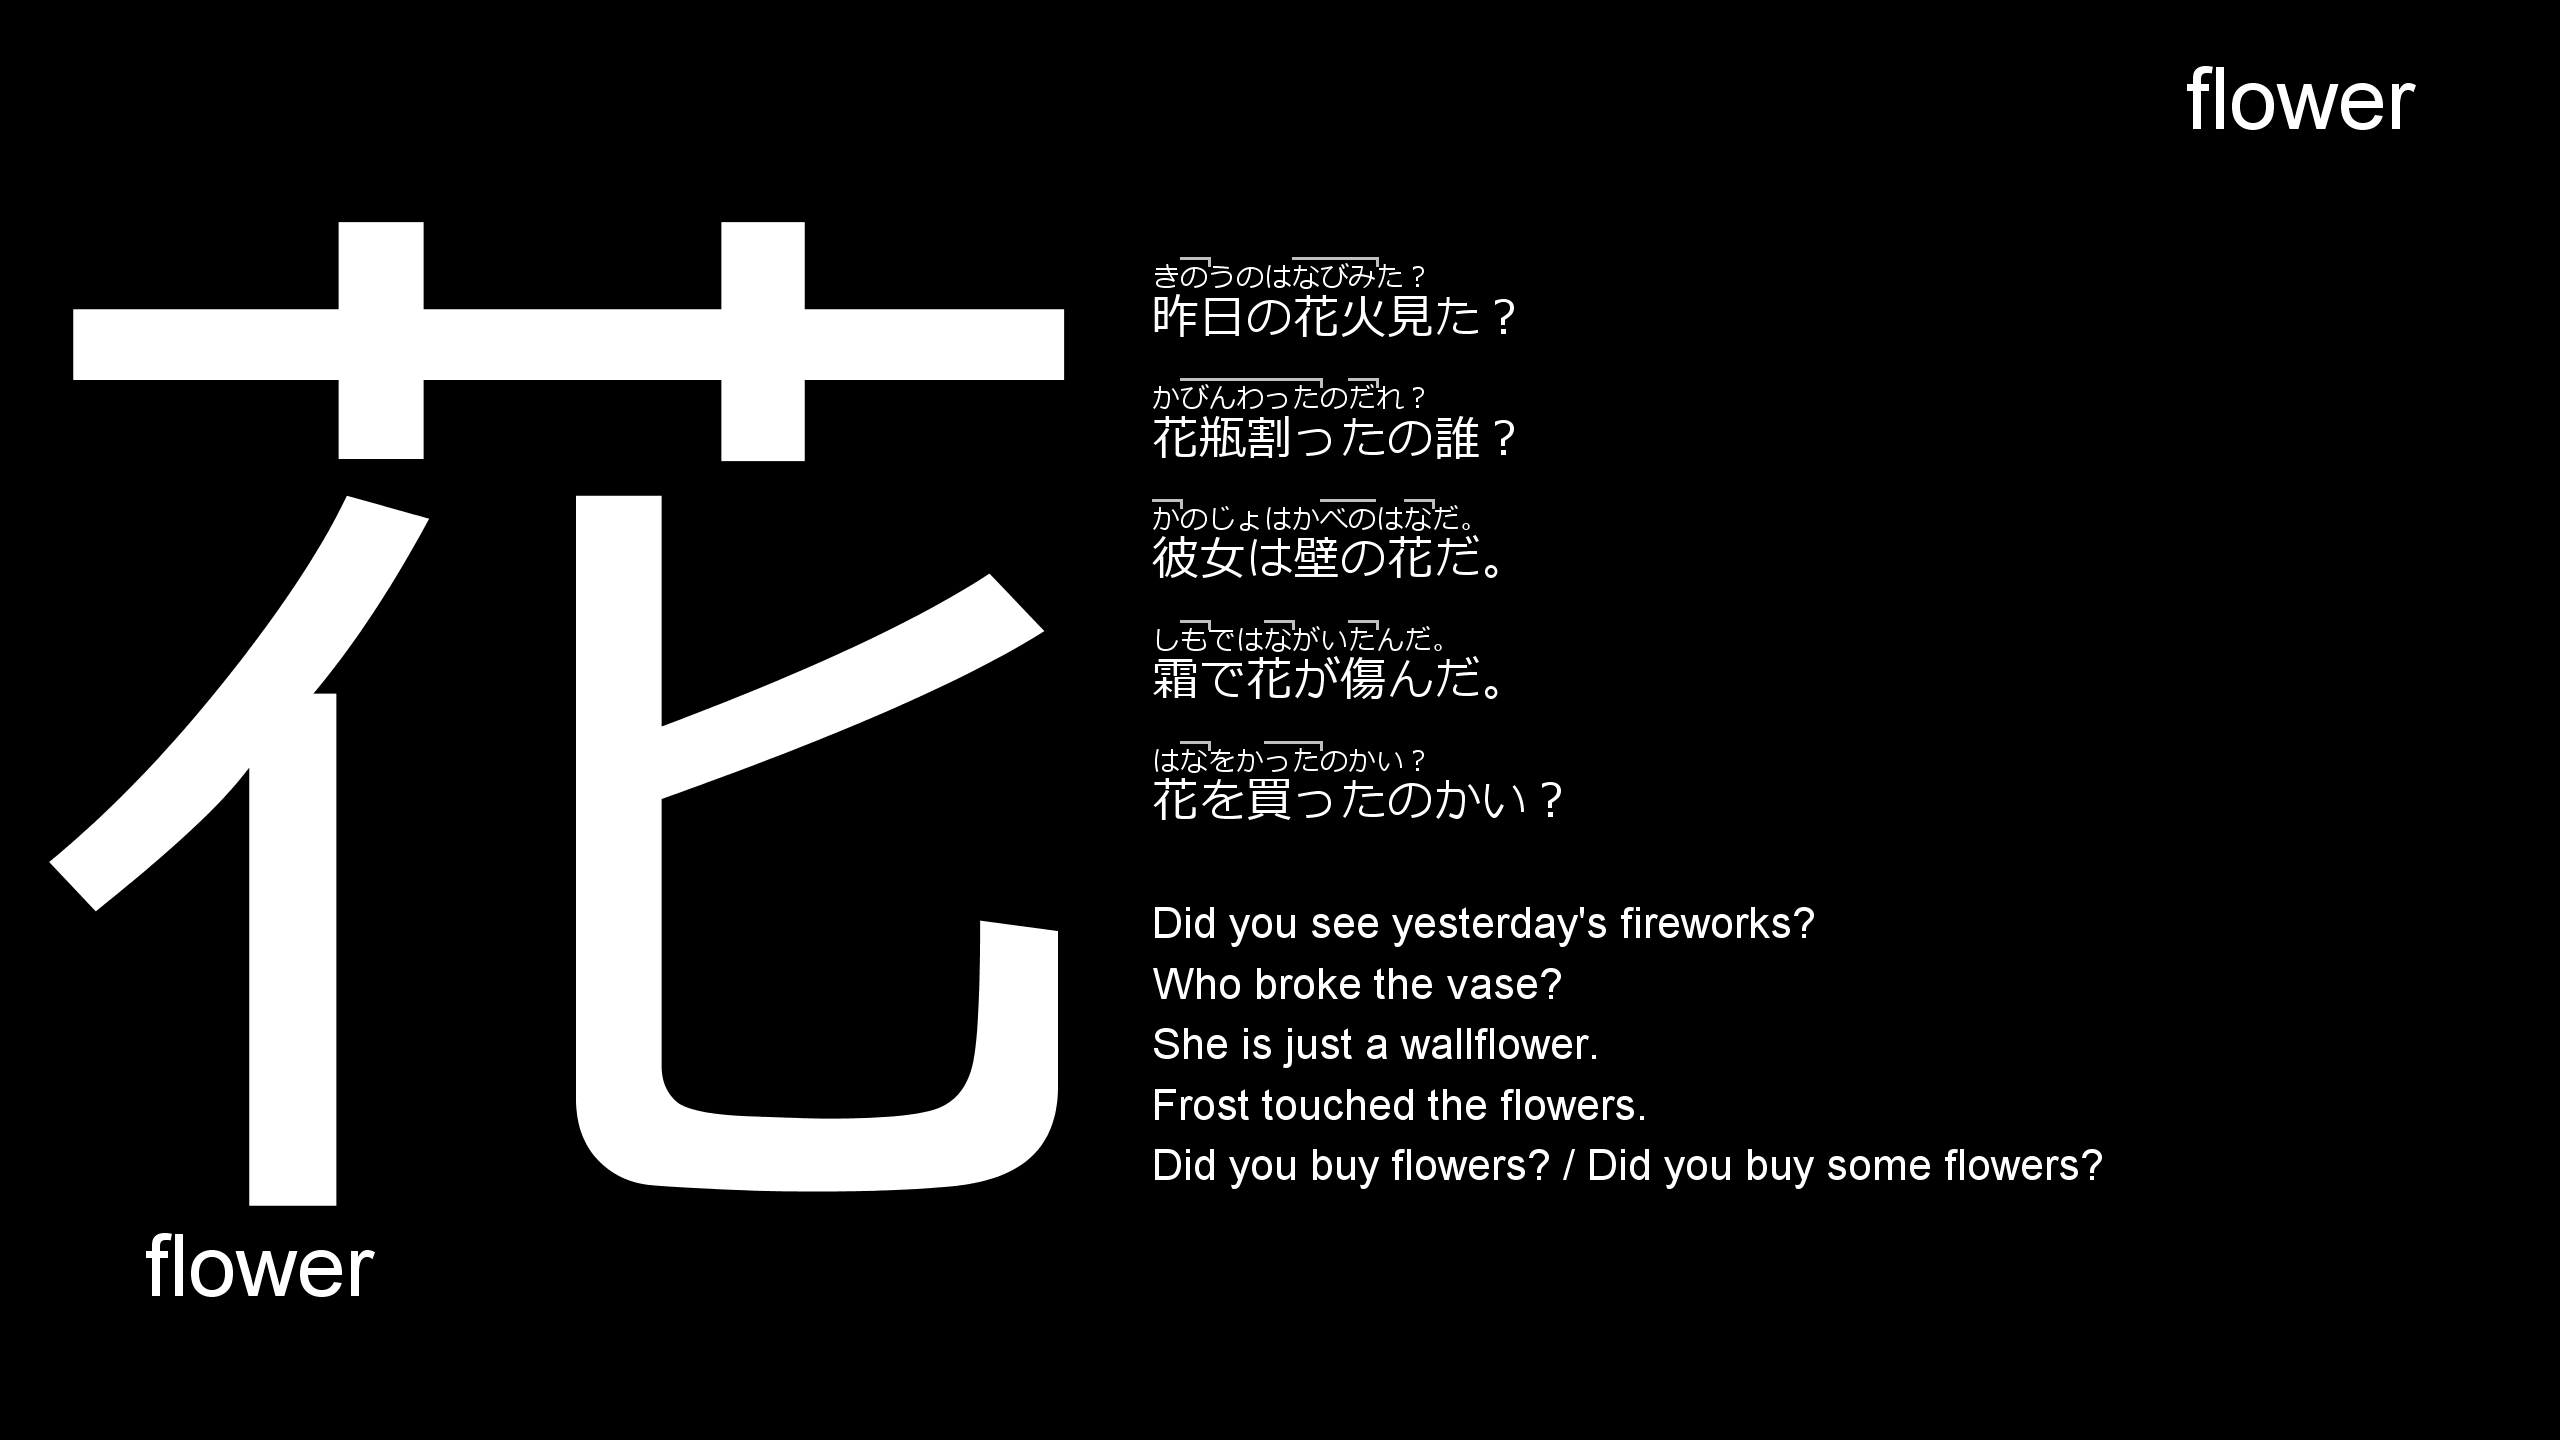 flower
花
きのうのはなびみた？
昨日の花火見た？
かびんわったのだれ？
花瓶割ったの誰？
かのじょはかべのはなだ。
彼女は壁の花だ。
しもではながいたんだ。
霜で花が傷んだ。
はなをかったのかい？
花を買ったのかい？
Did you see yesterday's fireworks?
Who broke the vase?
She is just a wallflower.
Frost touched the flowers.
Did you buy flowers? / Did you buy some flowers?
flower